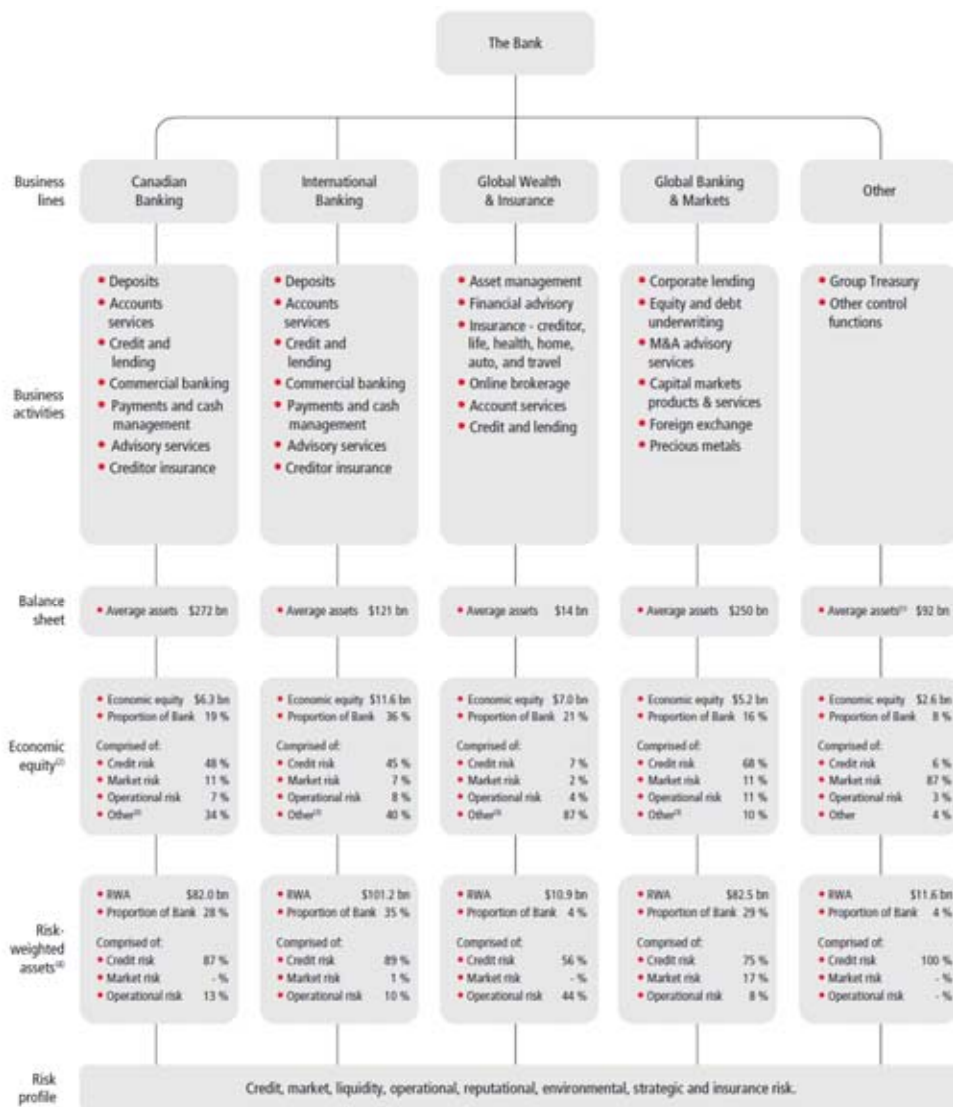 The Bank
Business
lines
Canadian
Banking
International
Banking
Global Wealth
& Insurance
Global Banking
& Markets
Other
Business
activities
• Deposits
• Accounts
services
• Credit and
lending
• Commercial banking
• Payments and cash
management
• Advisory services
• Creditor insurance
• Deposits
• Accounts
services
• Credit and
lending
• Commercial banking
• Payments and cash
management
• Advisory services
• Creditor insurance
• Asset management
• Financial advisory
• Insurance - creditor,
life, health, home,
auto, and travel
• Online brokerage
• Account services
• Credit and lending
• Corporate lending
• Equity and debt
underwriting
• M&A advisory
services
• Capital markets
products & services
• Foreign exchange
• Precious metals
• Group Treasury
• Other control
functions
Balance
sheet
• Average assets $272 bn
• Average assets $121 bn
• Average assets $14 bn
• Average assets $250 bn
• Average assets(1) $92 bn
Economic
equity(2)
• Economic equity $6.3 bn
• Proportion of Bank 19 %
Comprised of:
• Credit risk 48 %
• Market risk 11 %
• Operational risk 7 %
• Other(3) 34 %
• Economic equity $11.6 bn
• Proportion of Bank 36 %
Comprised of:
• Credit risk 45 %
• Market risk 7 %
• Operational risk 8 %
• Other(3) 40 %
• Economic equity $7.0 bn
• Proportion of Bank 21 %
Comprised of:
• Credit risk 7 %
• Market risk 2 %
• Operational risk 4 %
• Other(3) 87 %
• Economic equity $5.2 bn
• Proportion of Bank 16 %
Comprised of:
• Credit risk 68 %
• Market risk 11 %
• Operational risk 11 %
• Other(3) 10 %
• Economic equity $2.6 bn
• Proportion of Bank 8 %
Comprised of:
• Credit risk 6 %
• Market risk 87 %
• Operational risk 3 %
• Other 4 %
Risk-
weighted
assets(4)
• RWA $82.0 bn
• Proportion of Bank 28 %
Comprised of:
• Credit risk 87 %
• Market risk - %
• Operational risk 13 %
• RWA $101.2 bn
• Proportion of Bank 35 %
Comprised of:
• Credit risk 89 %
• Market risk 1 %
• Operational risk 10 %
• RWA $10.9 bn
• Proportion of Bank 4 %
Comprised of:
• Credit risk 56 %
• Market risk - %
• Operational risk 44 %
• RWA $82.5 bn
• Proportion of Bank 29 %
Comprised of:
• Credit risk 75 %
• Market risk 17 %
• Operational risk 8 %
• RWA $11.6 bn
• Proportion of Bank 4 %
Comprised of:
• Credit risk 100 %
• Market risk - %
• Operational risk - %
Risk
profile
Credit, market, liquidity, operational, reputational, environmental, strategic and insurance risk.